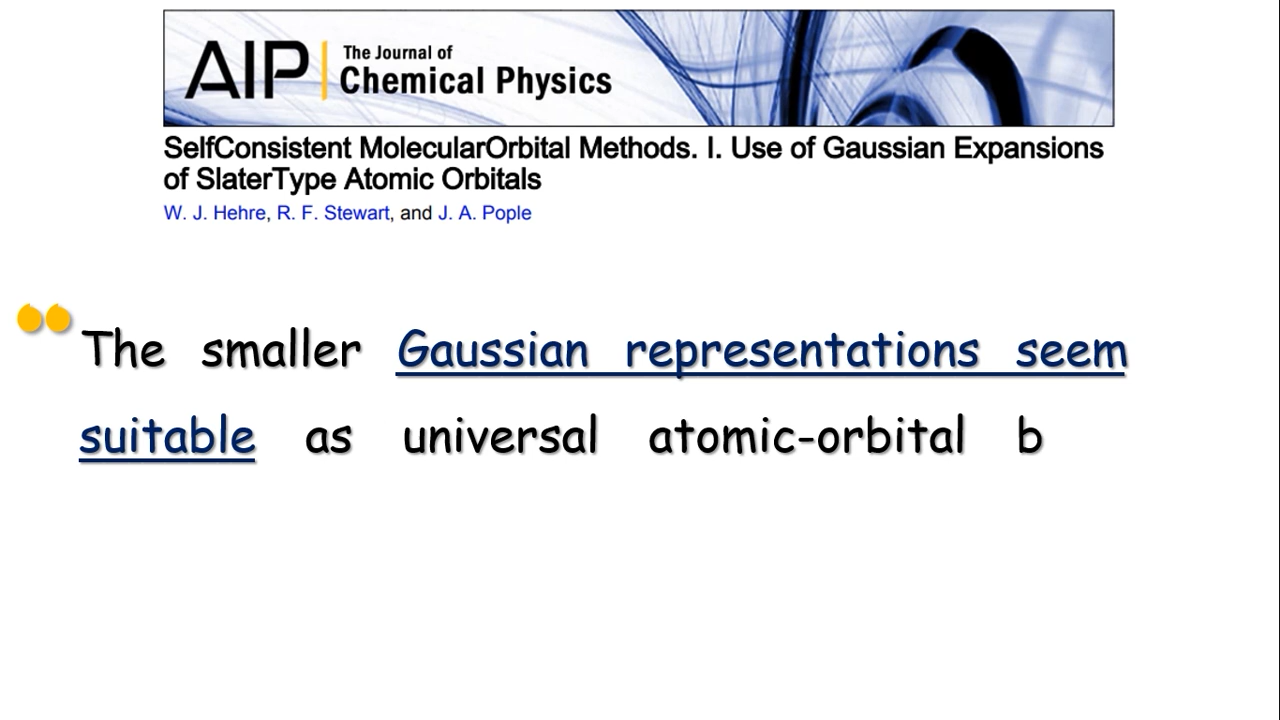 AIP | The Journal of
Chemical Physics
SelfConsistent MolecularOrbital Methods. I. Use of Gaussian Expansions
of SlaterType Atomic Orbitals
W. J. Hehre, R. F. Stewart, and J. A. Pople
“The smaller Gaussian representations seem
suitable as universal atomic-orbital b